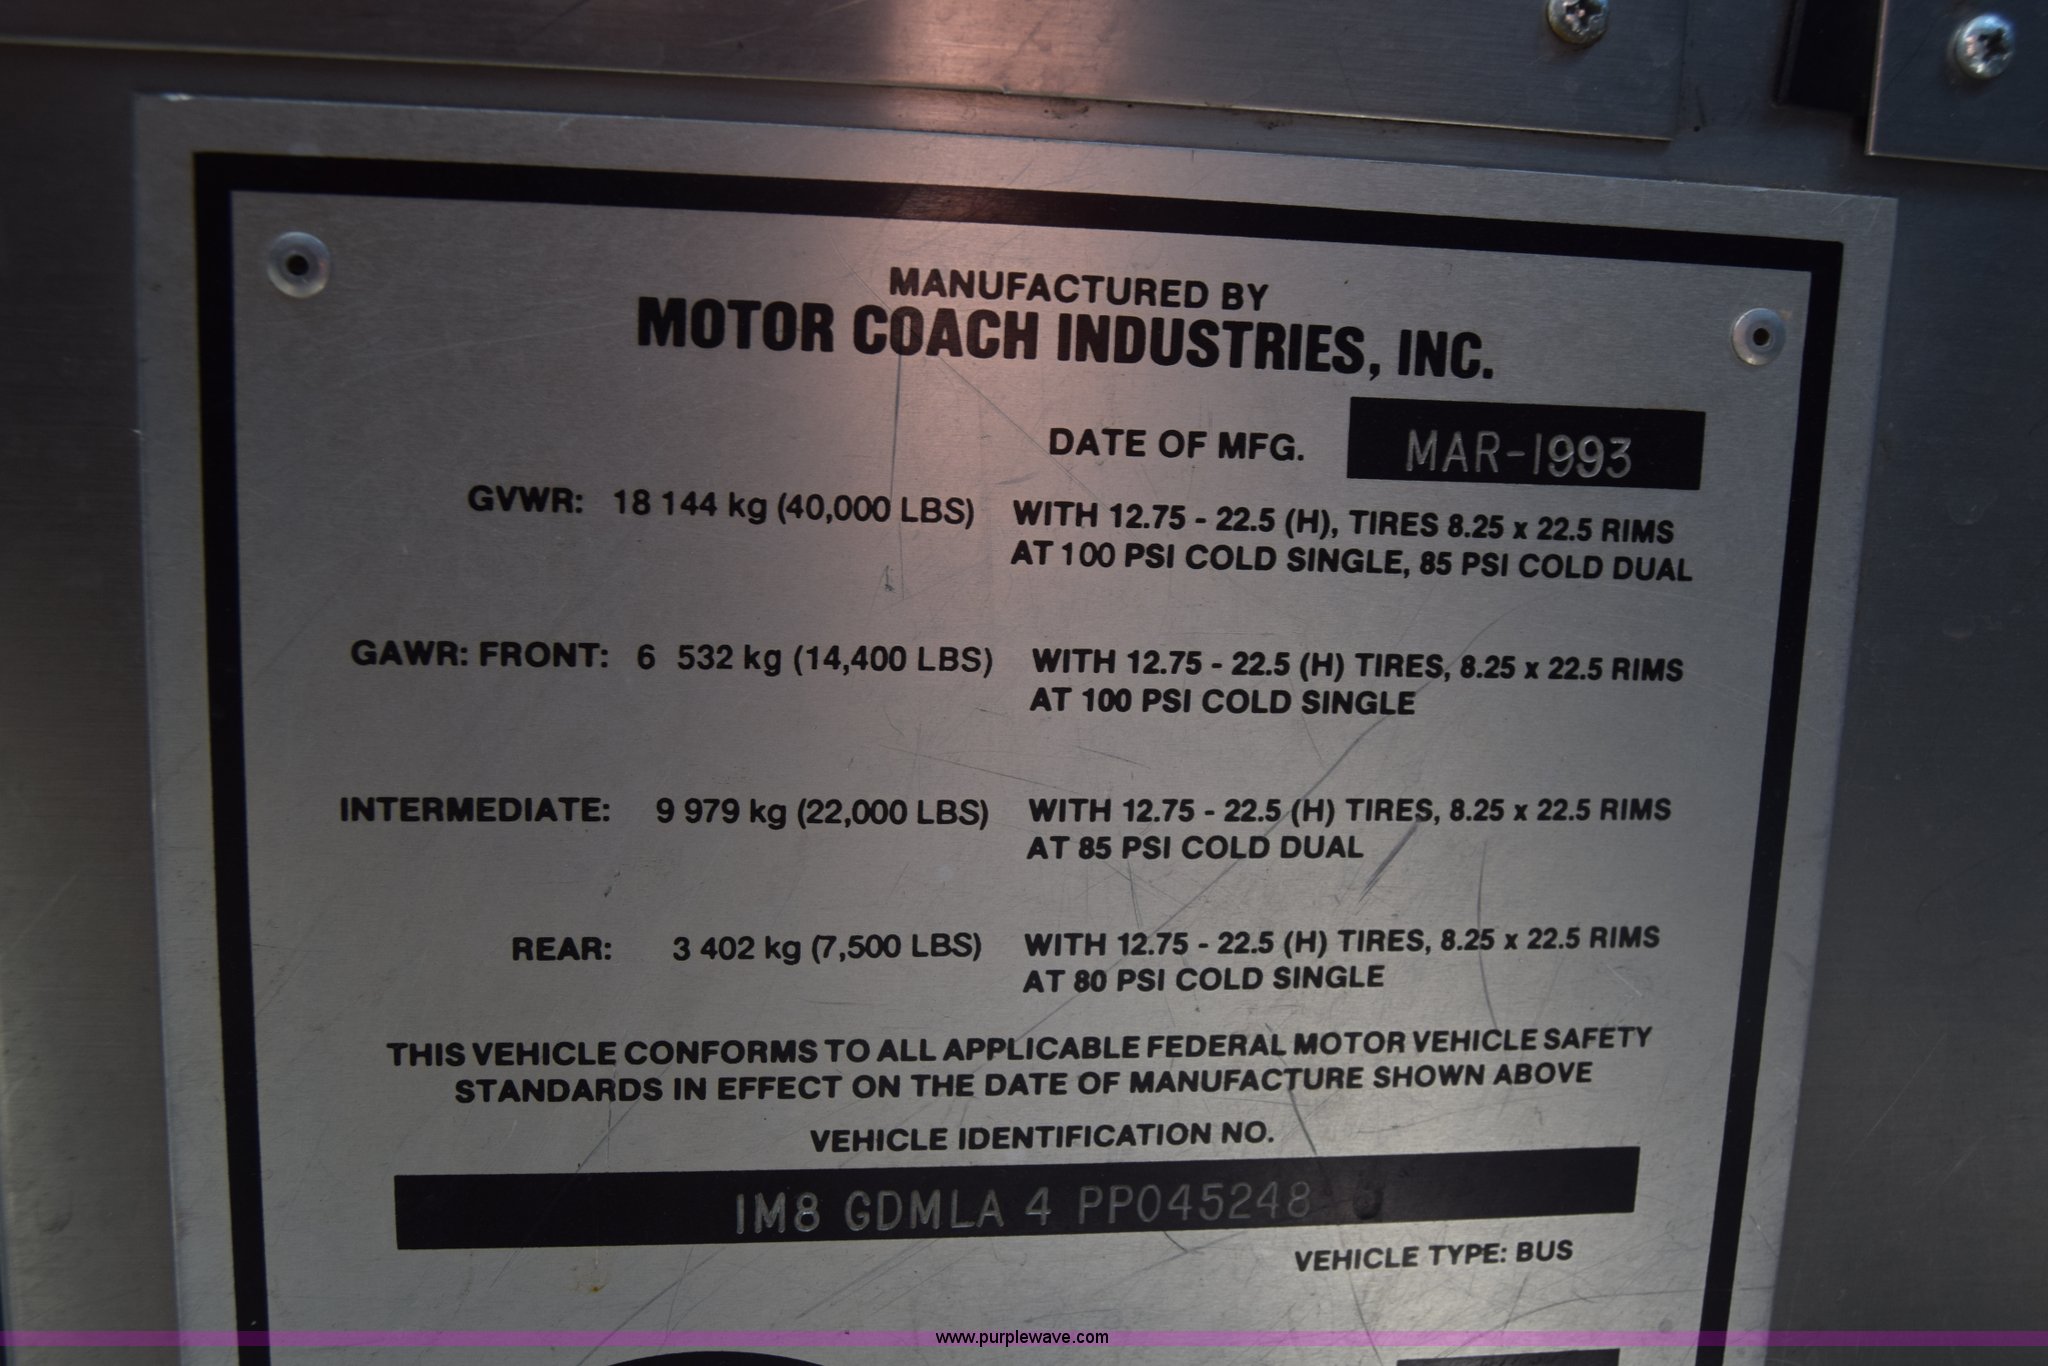 MANUFACTURED BY
MOTOR COACH INDUSTRIES, INC.
DATE OF MFG. MAR-1993
GVWR: 18 144 kg (40,000 LBS) WITH 12.75 - 22.5 (H), TIRES 8.25 x 22.5 RIMS
AT 100 PSI COLD SINGLE, 85 PSI COLD DUAL
GAWR: FRONT: 6 532 kg (14,400 LBS) WITH 12.75 - 22.5 (H) TIRES, 8.25 x 22.5 RIMS
AT 100 PSI COLD SINGLE
INTERMEDIATE: 9 979 kg (22,000 LBS) WITH 12.75 - 22.5 (H) TIRES, 8.25 x 22.5 RIMS
AT 85 PSI COLD DUAL
REAR: 3 402 kg (7,500 LBS) WITH 12.75 - 22.5 (H) TIRES, 8.25 x 22.5 RIMS
AT 80 PSI COLD SINGLE
THIS VEHICLE CONFORMS TO ALL APPLICABLE FEDERAL MOTOR VEHICLE SAFETY
STANDARDS IN EFFECT ON THE DATE OF MANUFACTURE SHOWN ABOVE
VEHICLE IDENTIFICATION NO.
1M8 GDMLA 4 PP045248
VEHICLE TYPE: BUS
www.purplewave.com